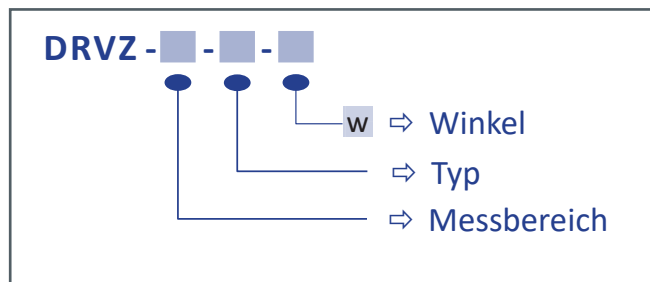 DRVZ - - -
w ⇨ Winkel
⇨ Typ
⇨ Messbereich